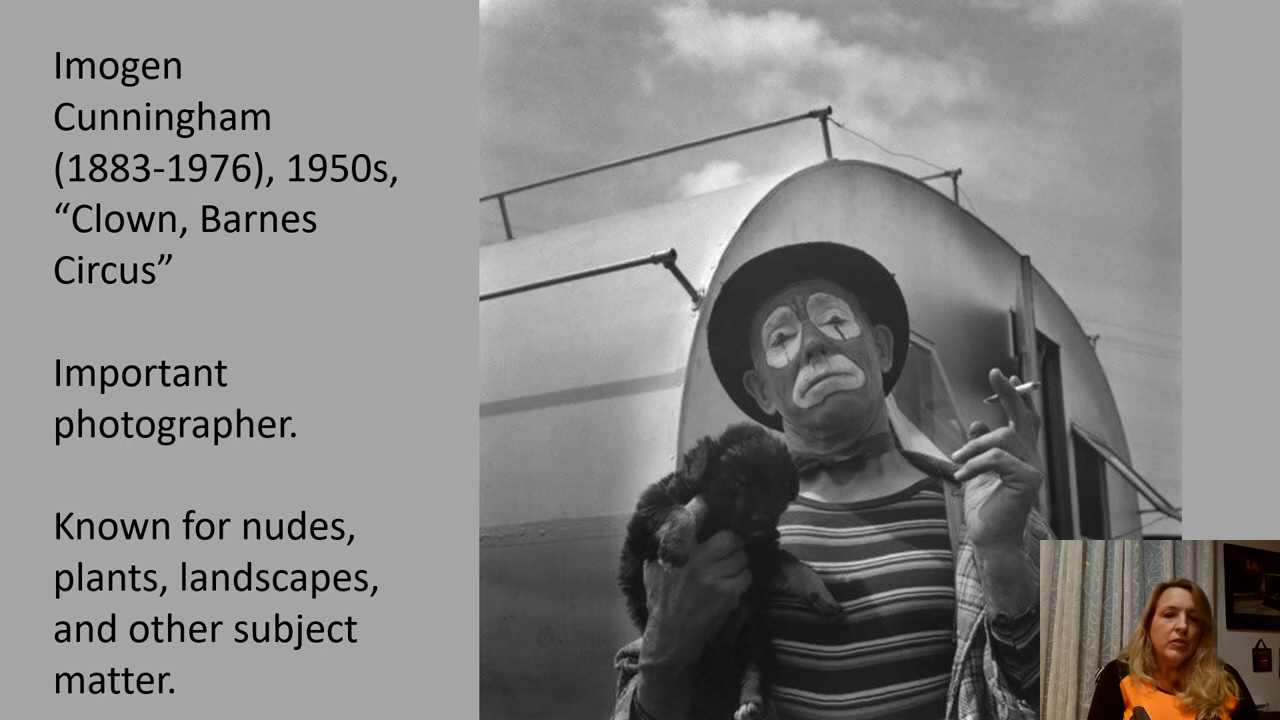 Imogen
Cunningham
(1883-1976), 1950s,
“Clown, Barnes
Circus”
Important
photographer.
Known for nudes,
plants, landscapes,
and other subject
matter.